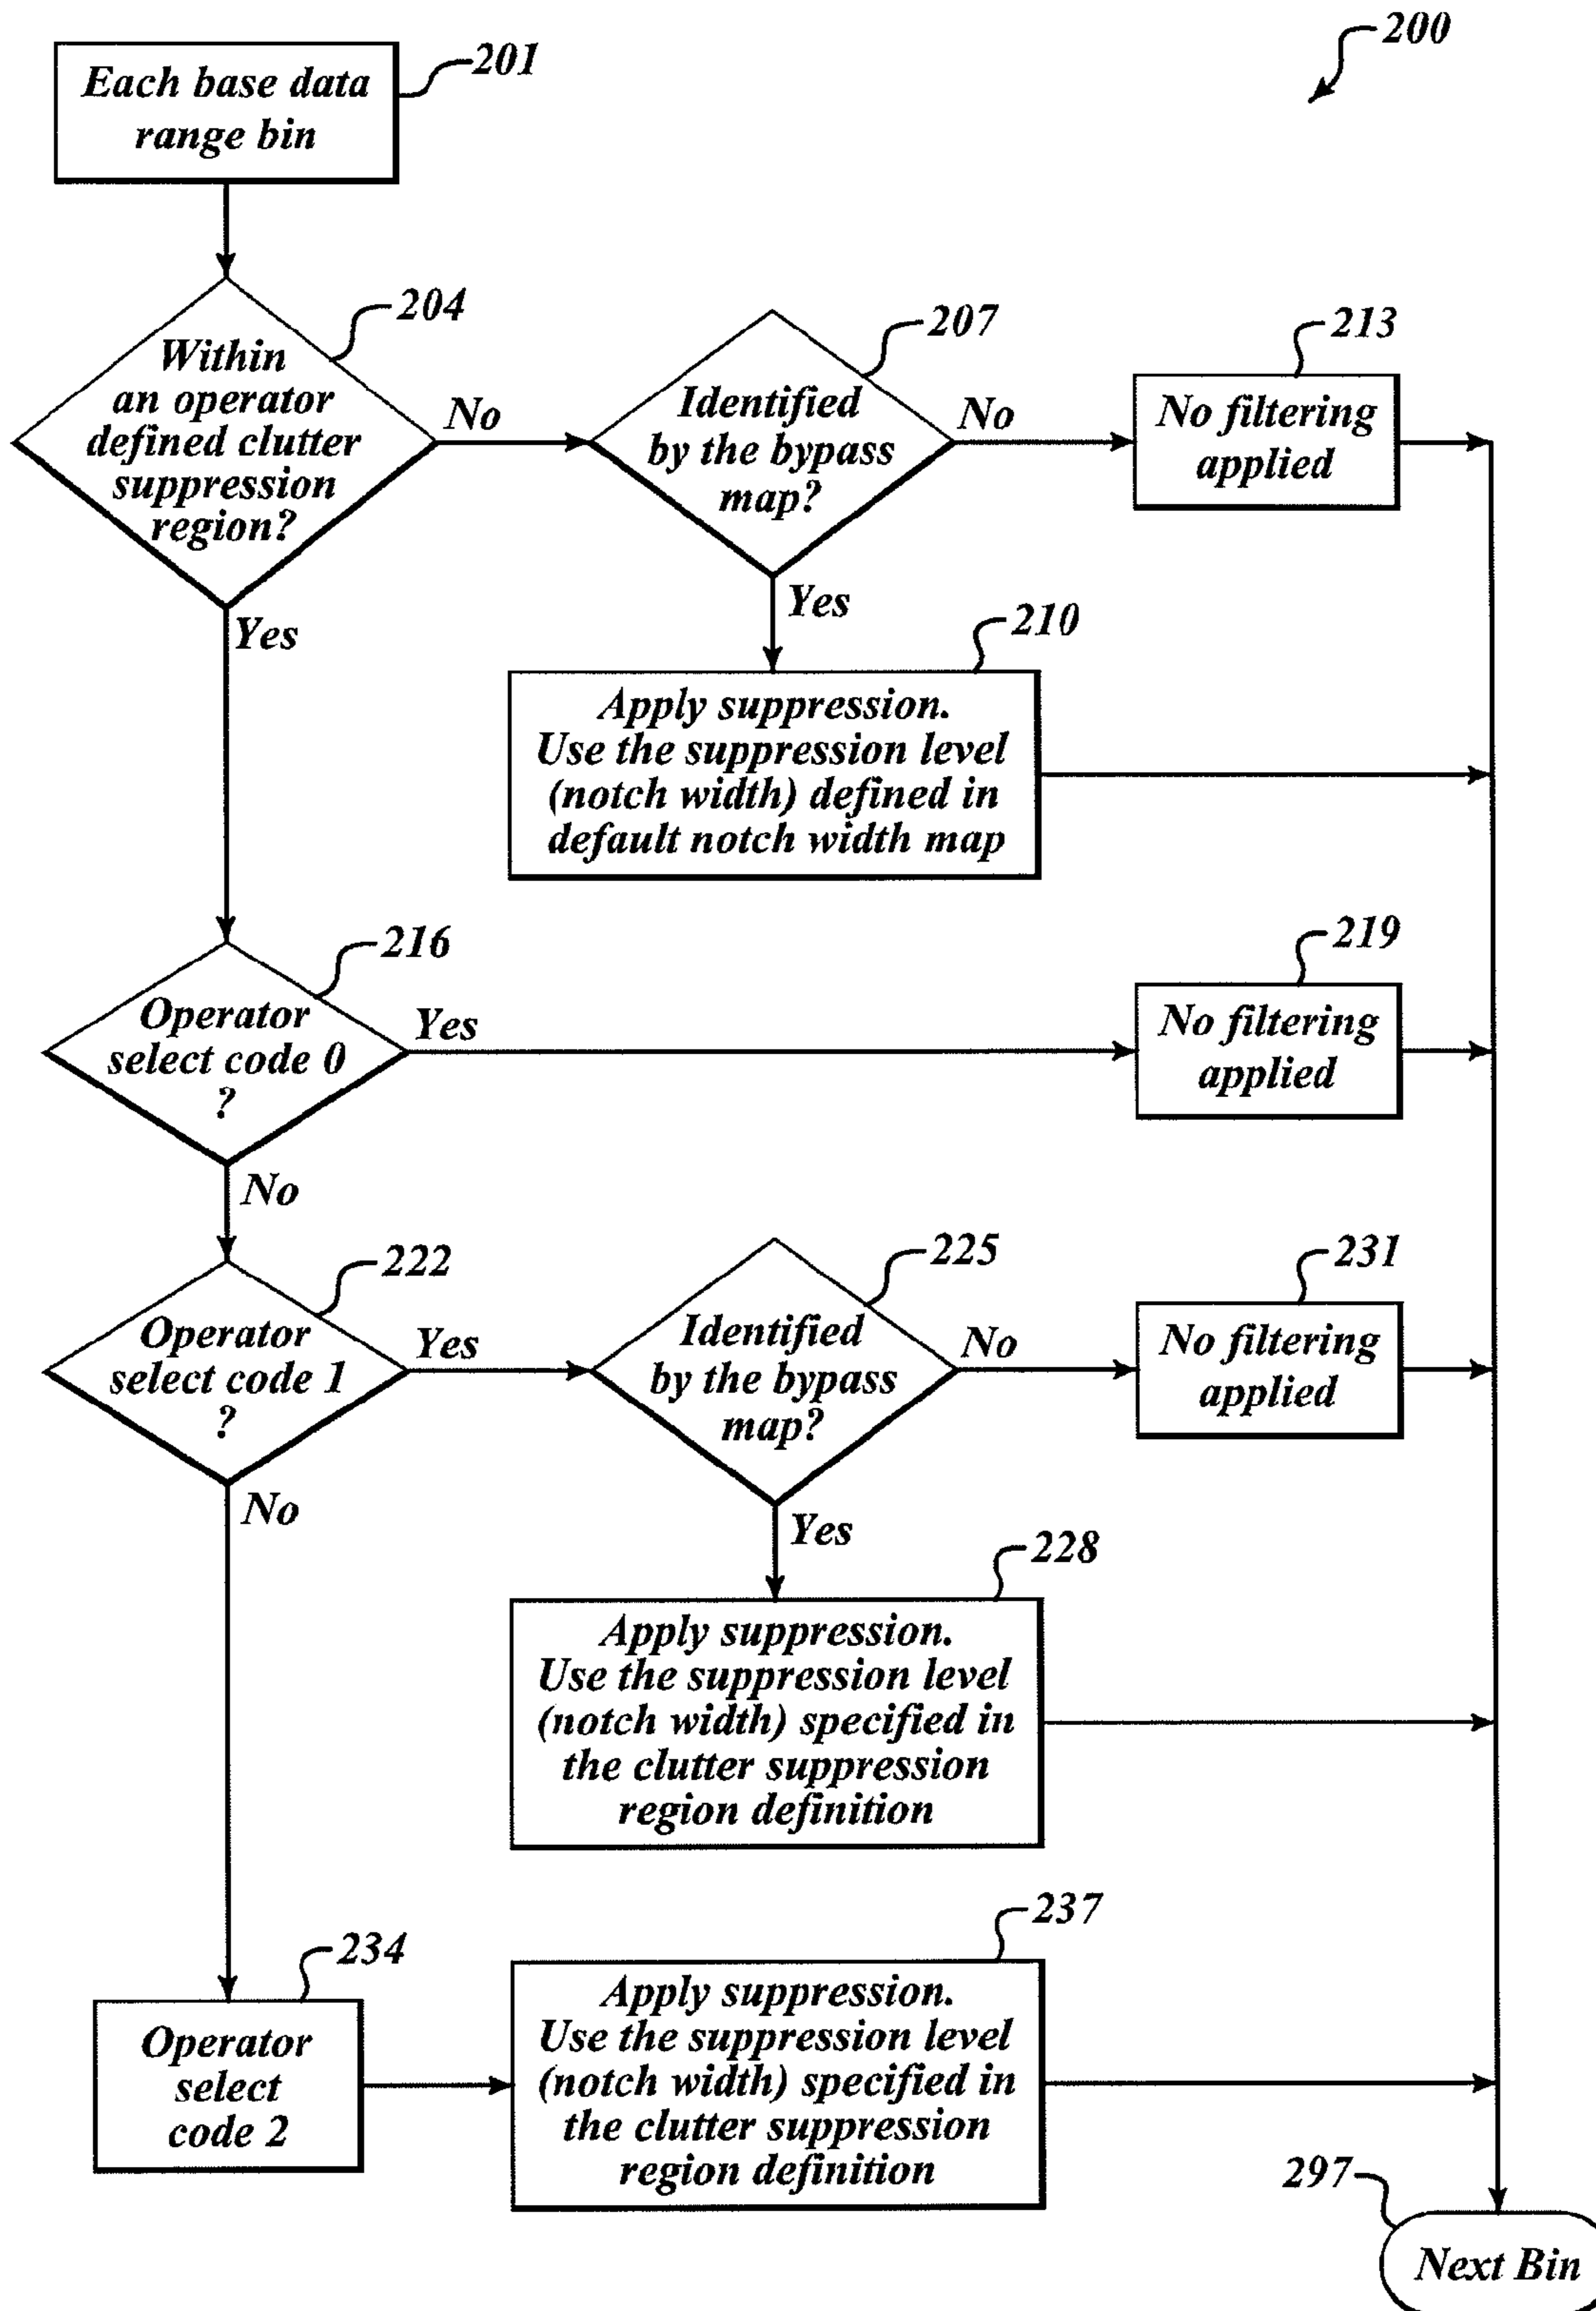 200
Each base data
range bin
201
204
Within
an operator
defined clutter
suppression
region?
No
Yes
207
Identified
by the bypass
map?
No
Yes
213
No filtering
applied
210
Apply suppression.
Use the suppression level
(notch width) defined in
default notch width map
216
Operator
select code 0
?
Yes
No
219
No filtering
applied
222
Operator
select code 1
?
Yes
No
225
Identified
by the bypass
map?
No
Yes
231
No filtering
applied
228
Apply suppression.
Use the suppression level
(notch width) specified in
the clutter suppression
region definition
234
Operator
select
code 2
237
Apply suppression.
Use the suppression level
(notch width) specified in
the clutter suppression
region definition
297
Next Bin